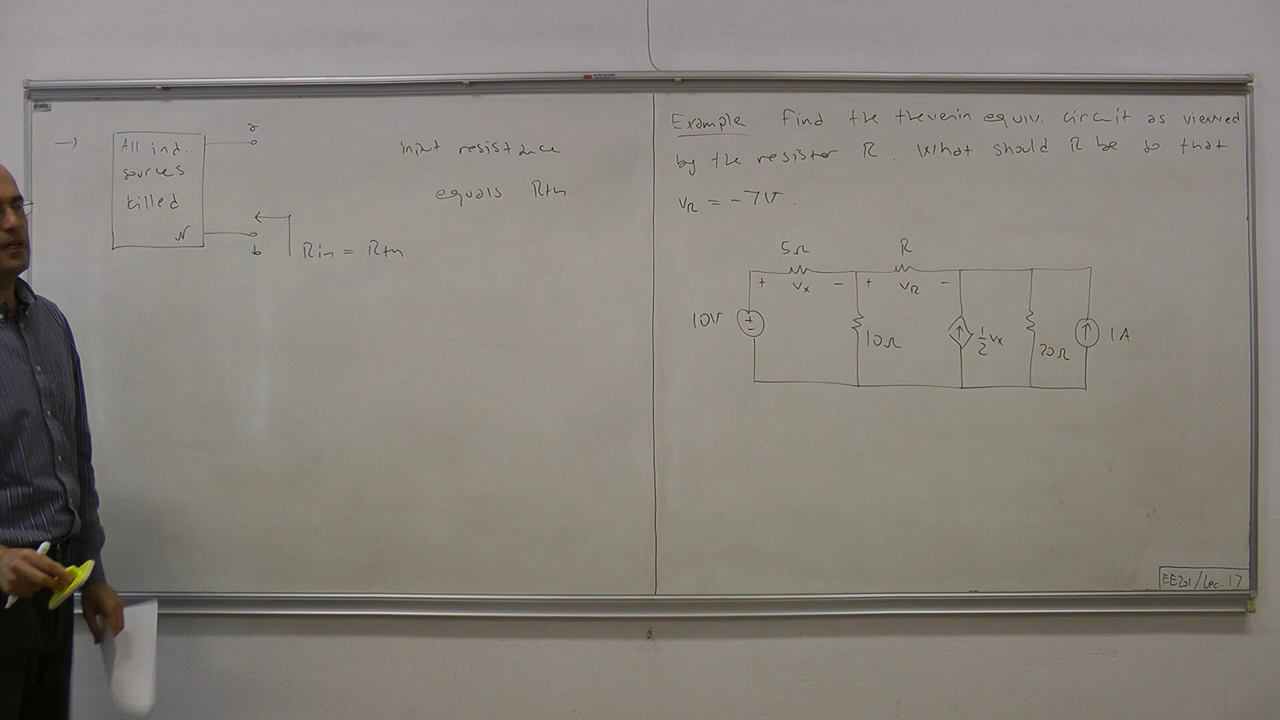 →
All ind.
sources
killed
N
a
b
Rin = Rth
input resistance
equals Rth
Example Find the thevenin equiv. circuit as viewed
by the resistor R. What should R be so that
vR = -7V.
5Ω R
+ vx - + vR -
10V + - 10Ω 1/2 vx 20Ω 1A
EE201/Lec.17